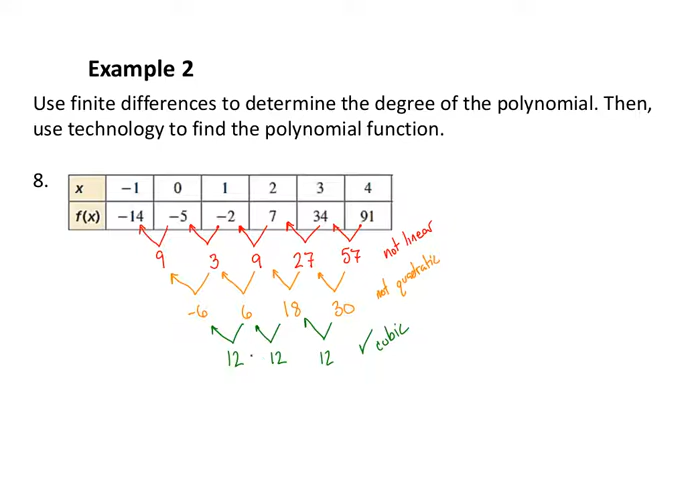 Example 2
Use finite differences to determine the degree of the polynomial. Then,
use technology to find the polynomial function.
8.
x −1 0 1 2 3 4
f(x) −14 −5 −2 7 34 91
9 3 9 27 57 not linear
-6 6 18 30 not quadratic
12 · 12 12 ✓ cubic